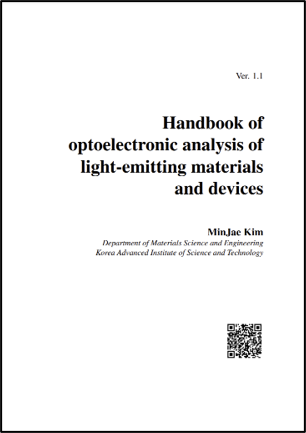 Ver. 1.1
Handbook of
optoelectronic analysis of
light-emitting materials
and devices
MinJae Kim
Department of Materials Science and Engineering
Korea Advanced Institute of Science and Technology